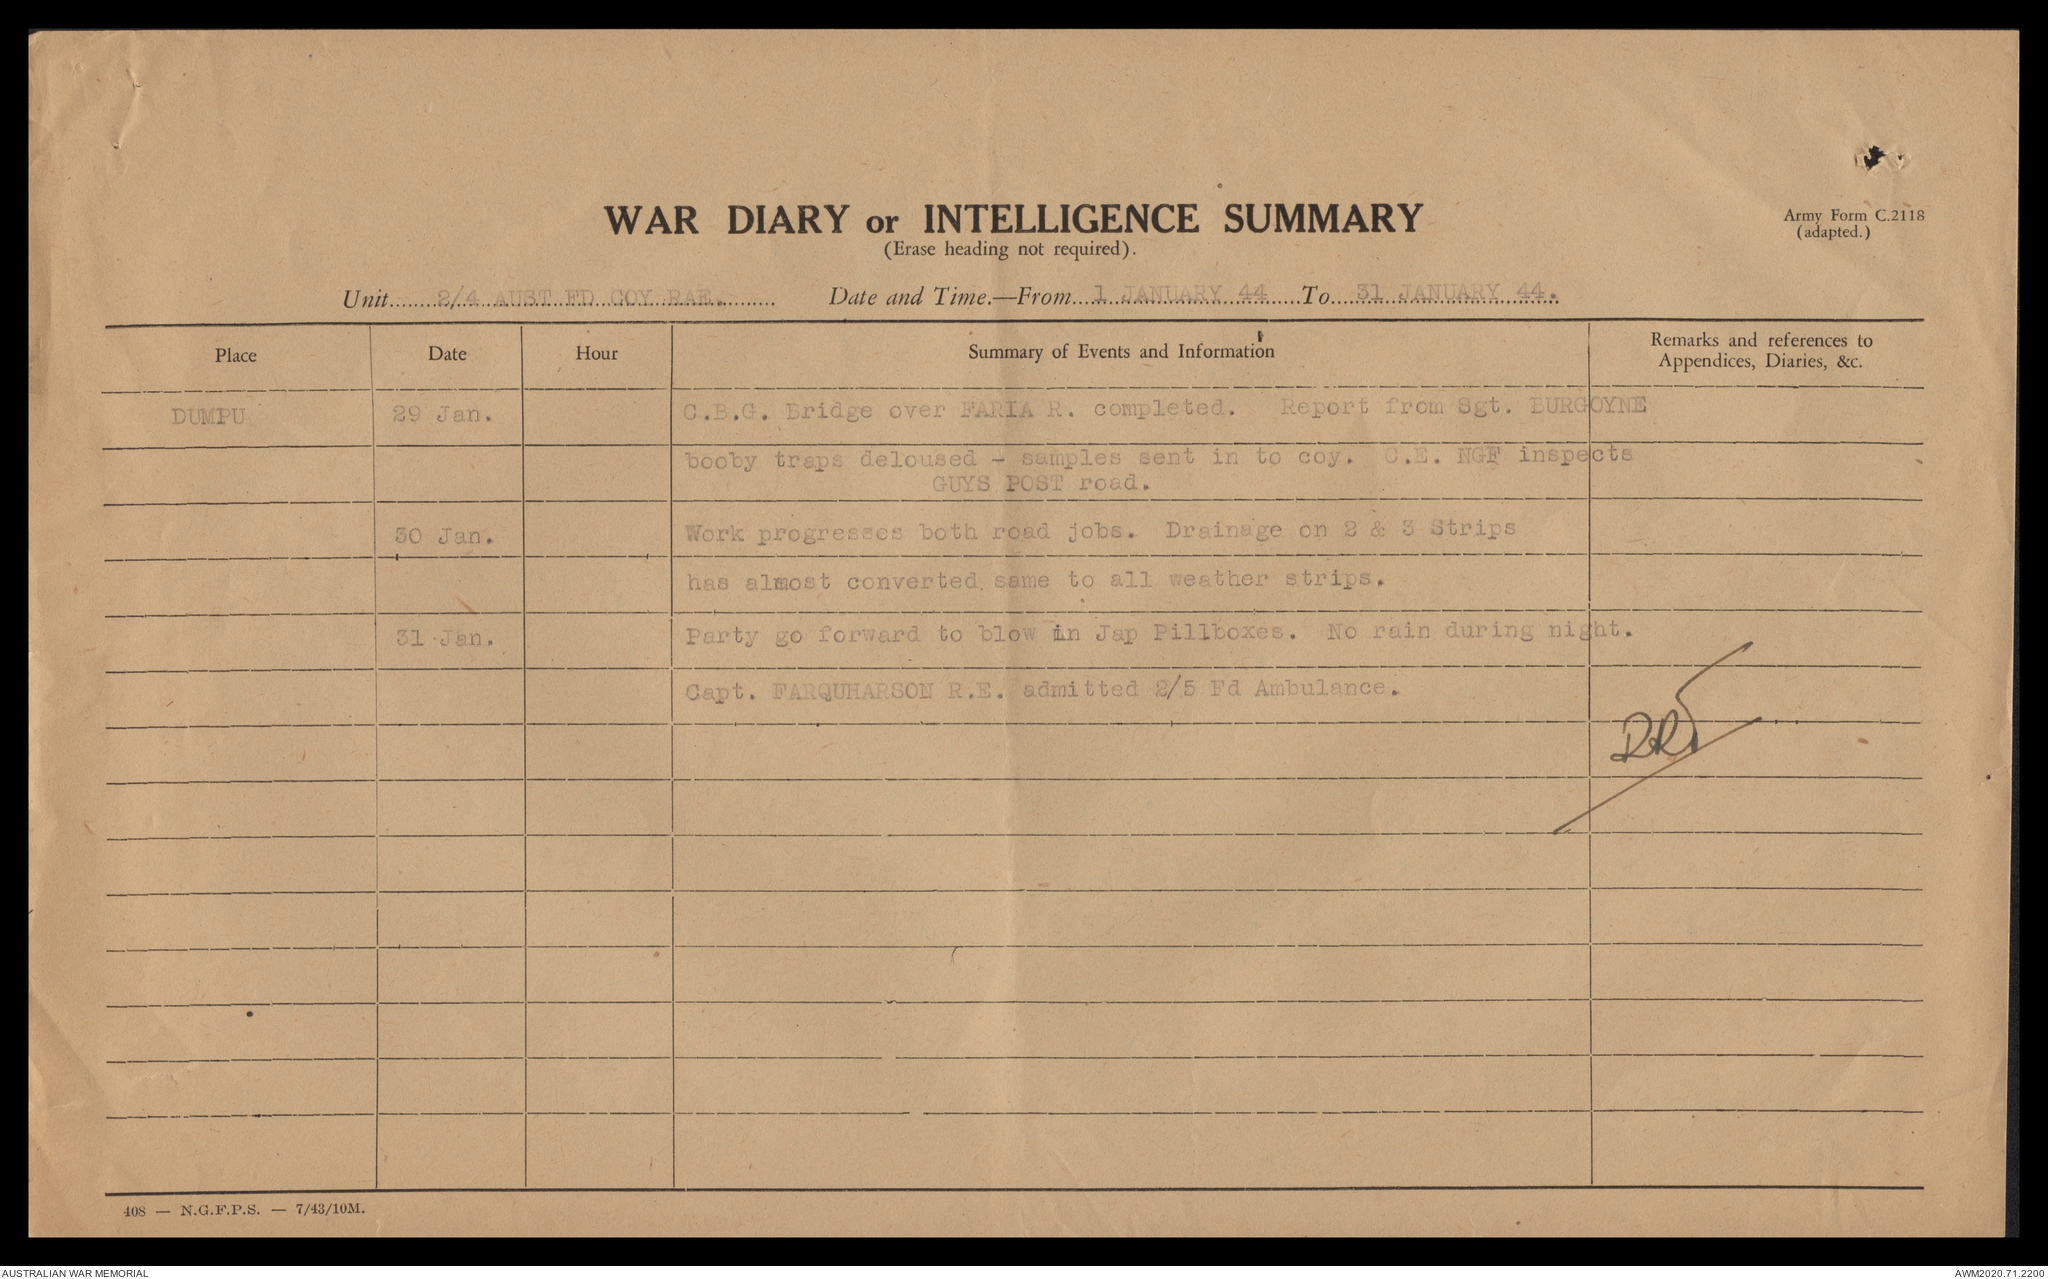 WAR DIARY or INTELLIGENCE SUMMARY
(Erase heading not required).
Army Form C.2118
(adapted.)
Unit 2/4 AUST FD COY RAE. Date and Time.—From 1 JANUARY 44 To 31 JANUARY 44.
Place Date Hour Summary of Events and Information Remarks and references to Appendices, Diaries, &c.
DUMPU 29 Jan. C.B.G. Bridge over FARIA R. completed. Report from Sgt. BURGOYNE
booby traps deloused - samples sent in to coy. C.E. NGF inspects
GUYS POST road.
30 Jan. Work progresses both road jobs. Drainage on 2 & 3 Strips
has almost converted same to all weather strips.
31 Jan. Party go forward to blow in Jap Pillboxes. No rain during night.
Capt. FARQUHARSON R.E. admitted 2/5 Fd Ambulance.
408 — N.G.F.P.S. — 7/43/10M.
AUSTRALIAN WAR MEMORIAL
AWM2020.71.2200